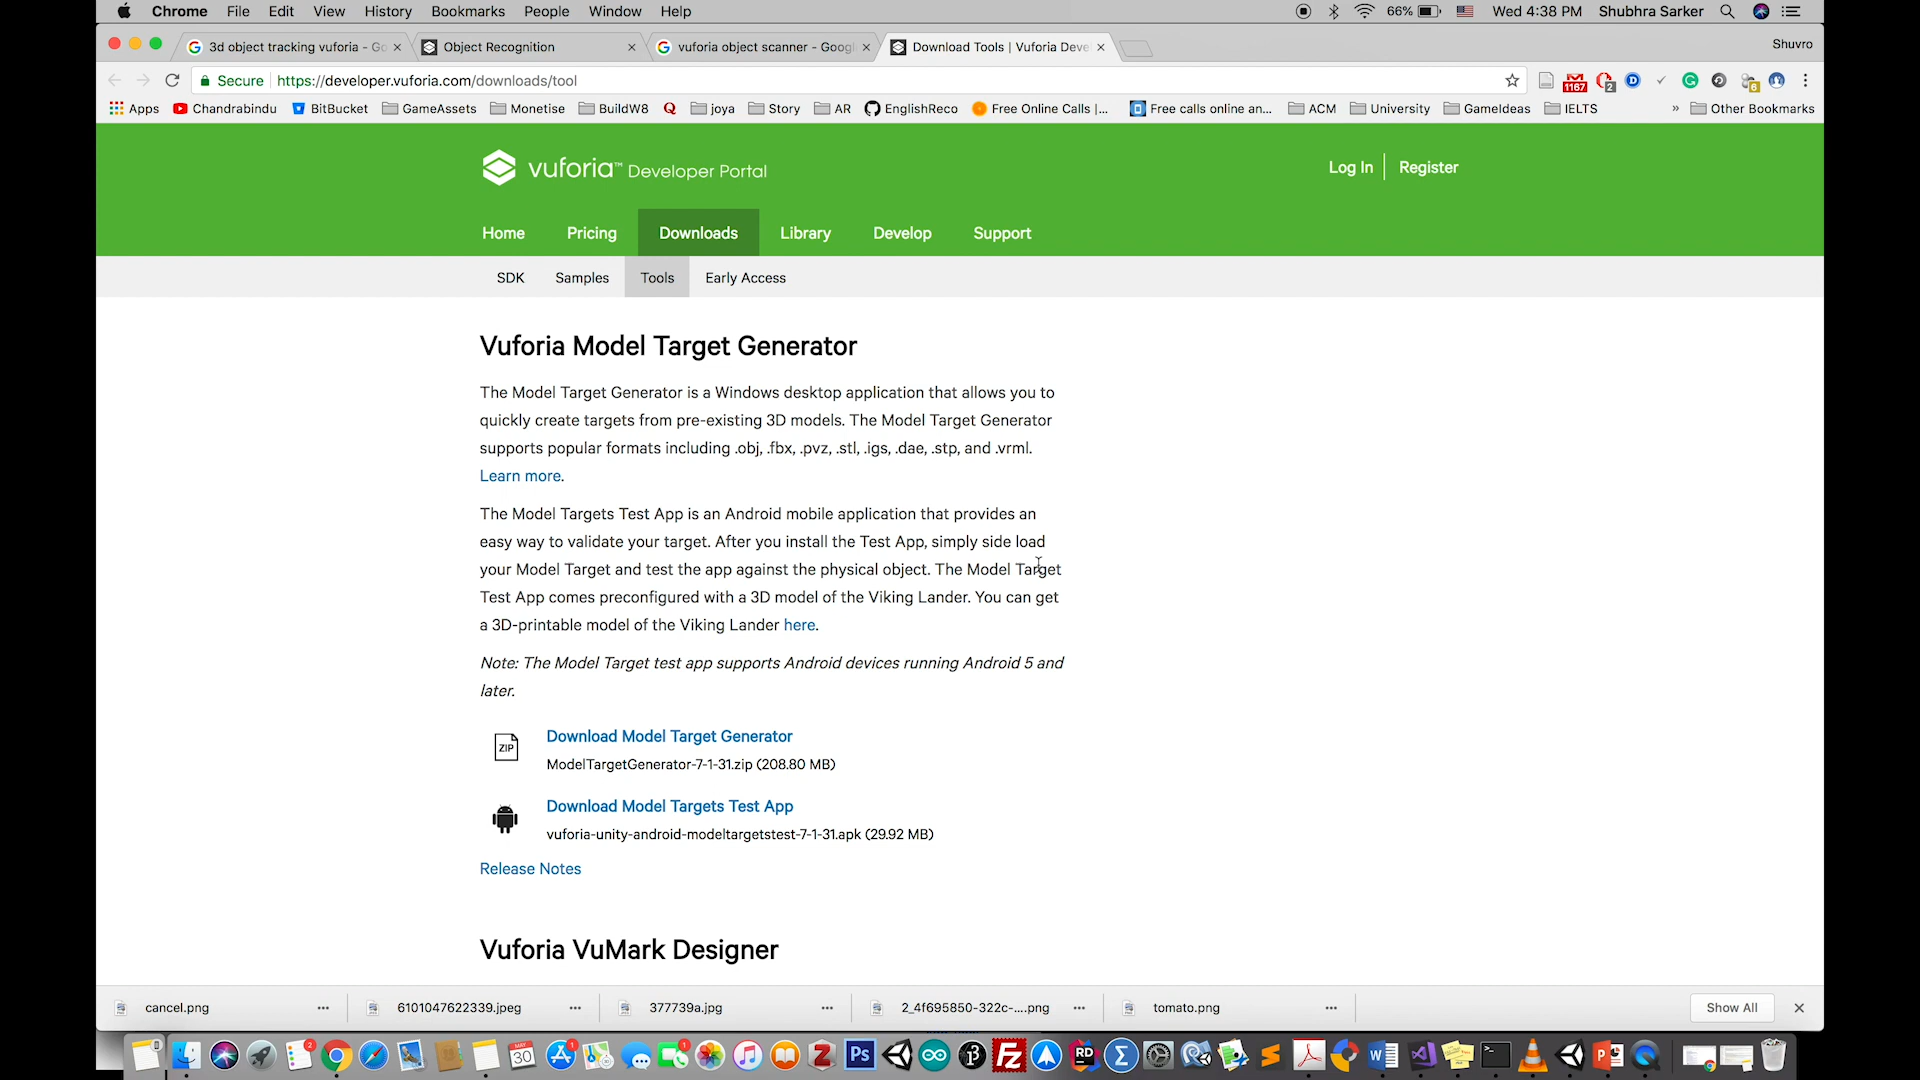 Chrome File Edit View History Bookmarks People Window Help 66% Wed 4:38 PM Shubhra Sarker
3d object tracking vuforia - Go Object Recognition vuforia object scanner - Googl Download Tools | Vuforia Deve Shuvro
Secure https://developer.vuforia.com/downloads/tool 1167 2 6
Apps Chandrabindu BitBucket GameAssets Monetise BuildW8 joya Story AR EnglishReco Free Online Calls |... Free calls online an... ACM University GameIdeas IELTS » Other Bookmarks
vuforia™ Developer Portal Log In Register
Home Pricing Downloads Library Develop Support
SDK Samples Tools Early Access
Vuforia Model Target Generator
The Model Target Generator is a Windows desktop application that allows you to
quickly create targets from pre-existing 3D models. The Model Target Generator
supports popular formats including .obj, .fbx, .pvz, .stl, .igs, .dae, .stp, and .vrml.
Learn more.
The Model Targets Test App is an Android mobile application that provides an
easy way to validate your target. After you install the Test App, simply side load
your Model Target and test the app against the physical object. The Model Target
Test App comes preconfigured with a 3D model of the Viking Lander. You can get
a 3D-printable model of the Viking Lander here.
Note: The Model Target test app supports Android devices running Android 5 and
later.
ZIP
Download Model Target Generator
ModelTargetGenerator-7-1-31.zip (208.80 MB)
Download Model Targets Test App
vuforia-unity-android-modeltargetstest-7-1-31.apk (29.92 MB)
Release Notes
Vuforia VuMark Designer
cancel.png 6101047622339.jpeg 377739a.jpg 2_4f695850-322c-....png tomato.png Show All